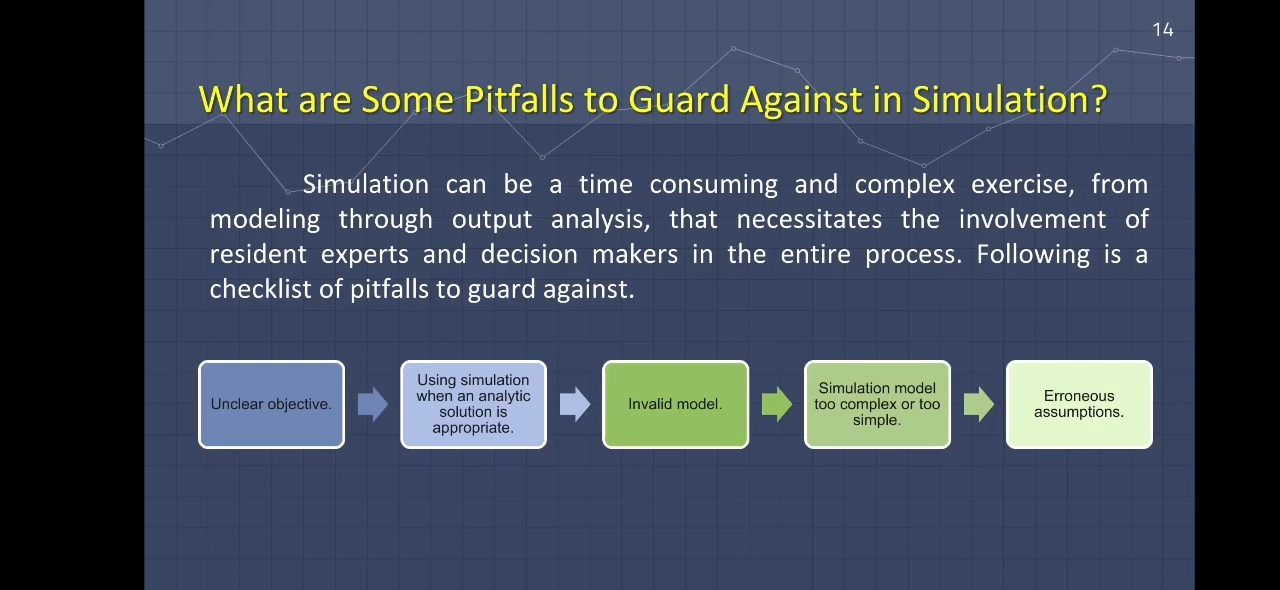 14
What are Some Pitfalls to Guard Against in Simulation?
Simulation can be a time consuming and complex exercise, from
modeling through output analysis, that necessitates the involvement of
resident experts and decision makers in the entire process. Following is a
checklist of pitfalls to guard against.
Unclear objective.
Using simulation
when an analytic
solution is
appropriate.
Invalid model.
Simulation model
too complex or too
simple.
Erroneous
assumptions.